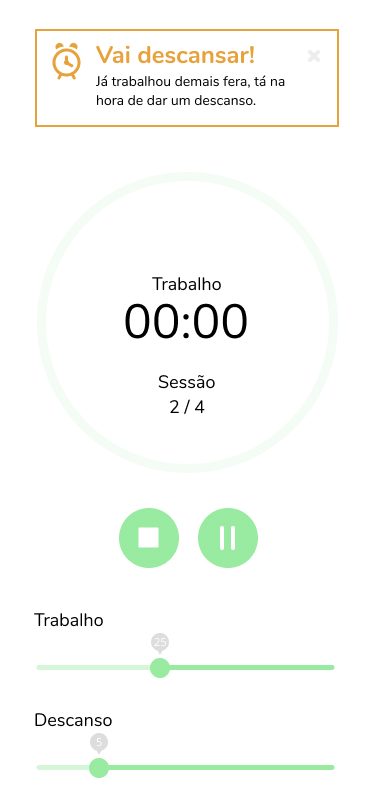 Vai descansar!
Já trabalhou demais fera, tá na
hora de dar um descanso.
Trabalho
00:00
Sessão
2 / 4
Trabalho
25
Descanso
5